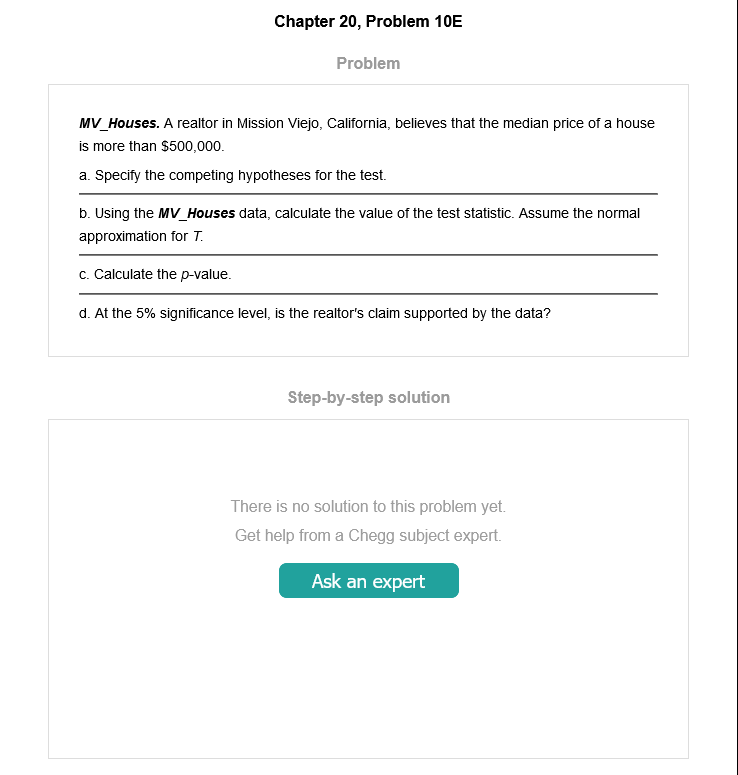 Chapter 20, Problem 10E
Problem
MV_Houses. A realtor in Mission Viejo, California, believes that the median price of a house
is more than $500,000.
a. Specify the competing hypotheses for the test.
b. Using the MV_Houses data, calculate the value of the test statistic. Assume the normal
approximation for T.
c. Calculate the p-value.
d. At the 5% significance level, is the realtor's claim supported by the data?
Step-by-step solution
There is no solution to this problem yet.
Get help from a Chegg subject expert.
Ask an expert